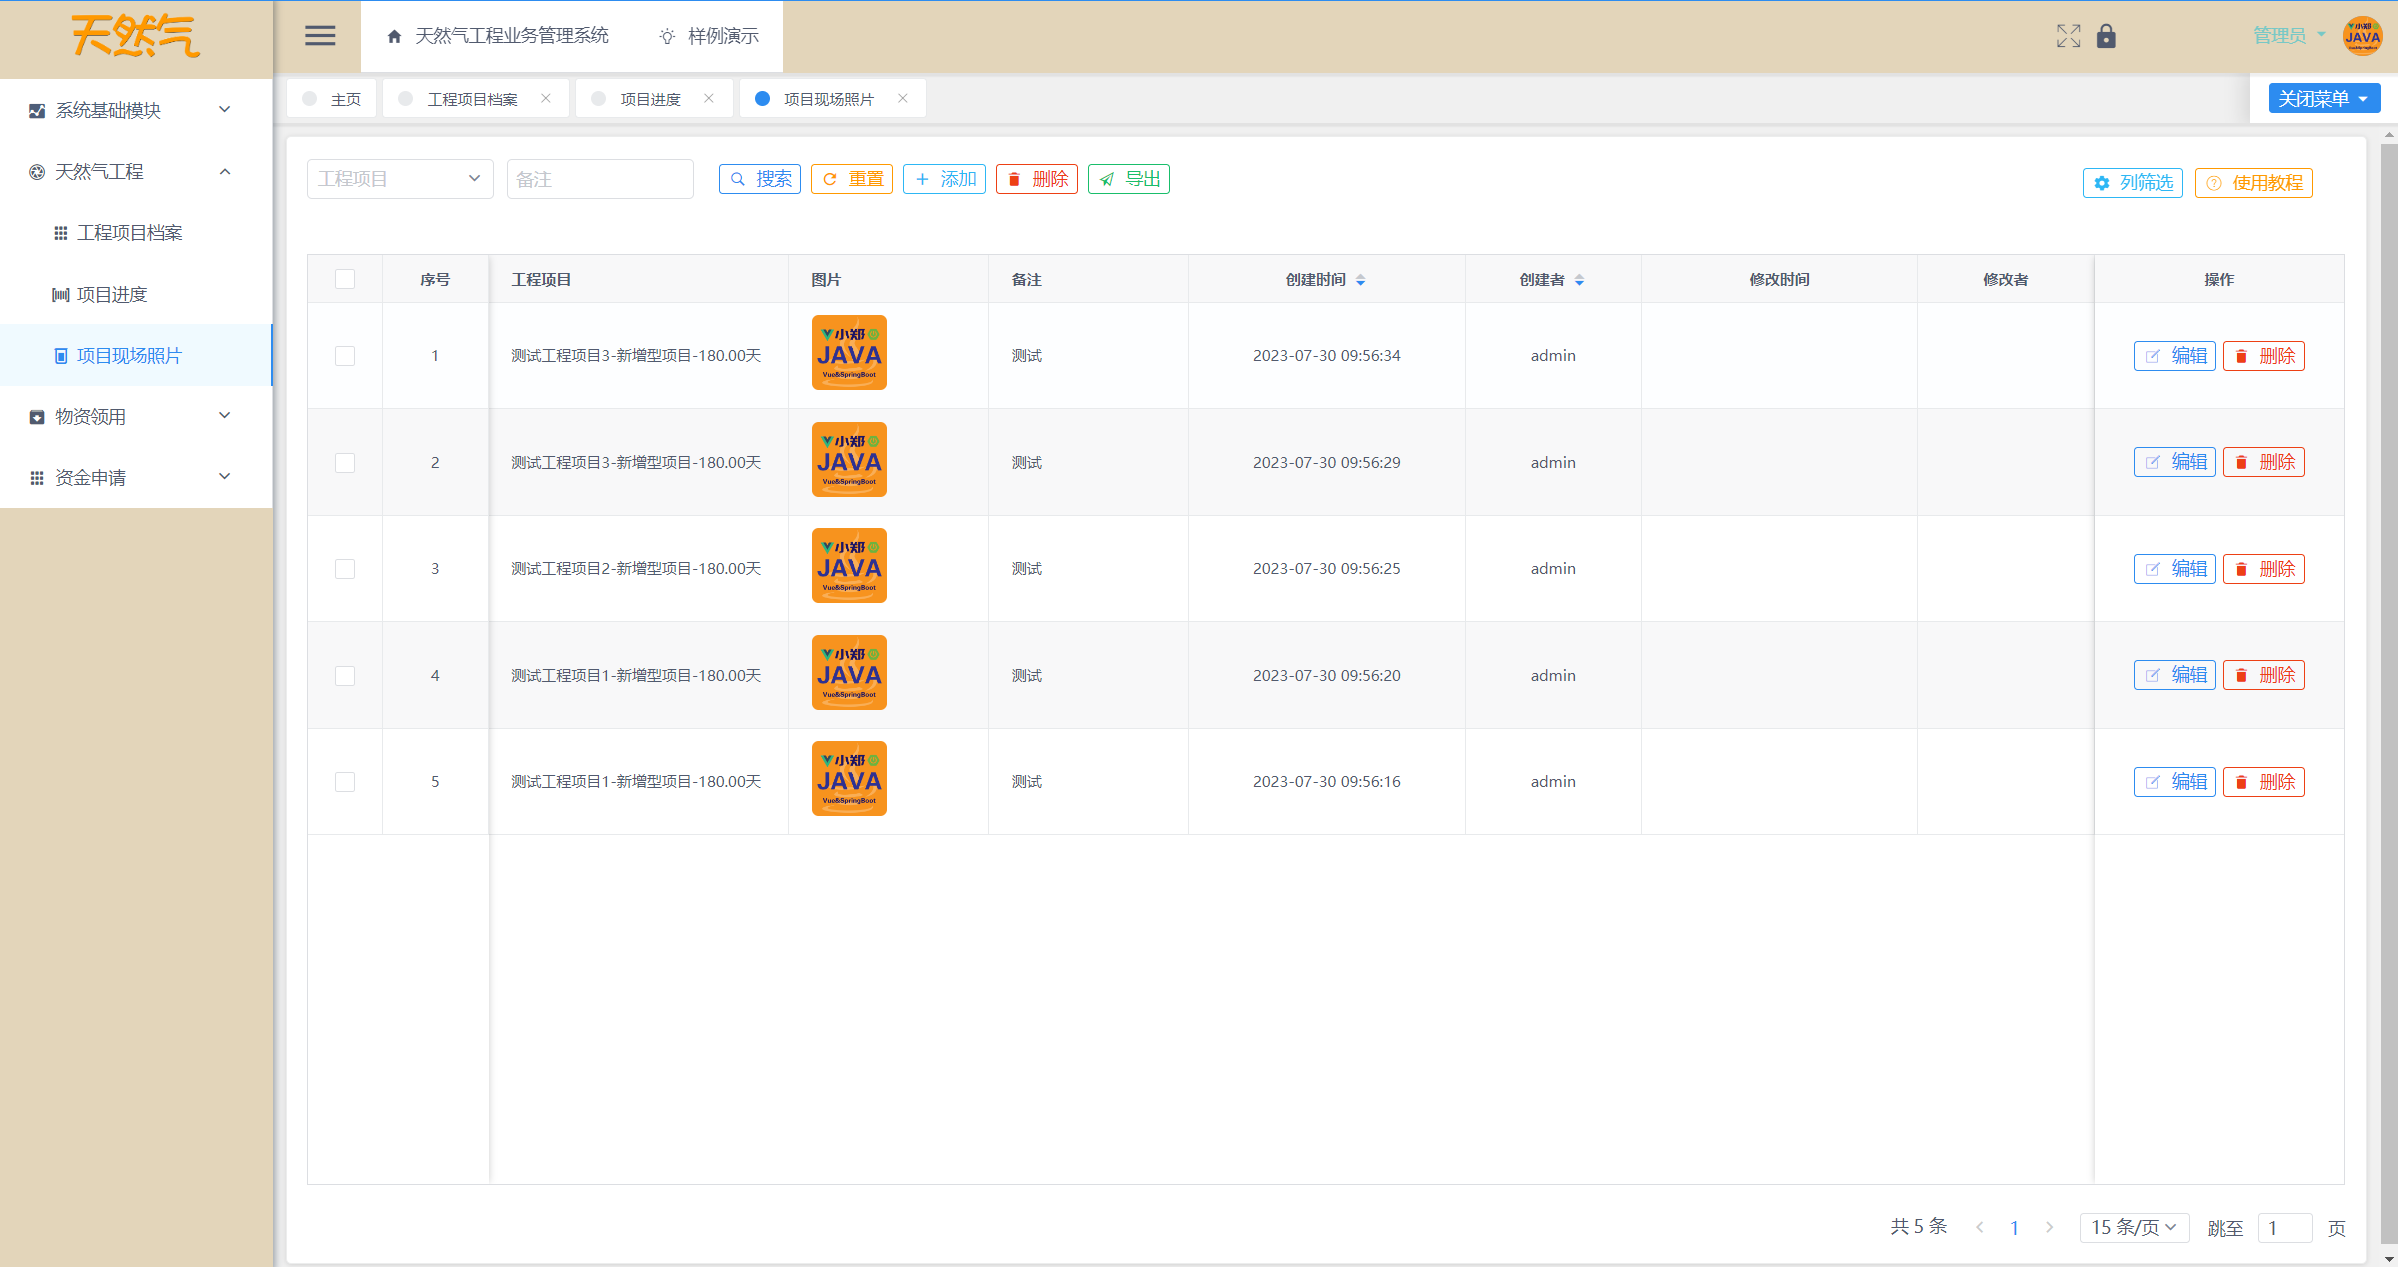 天然气
天然气工程业务管理系统 样例演示 管理员
主页 工程项目档案 项目进度 项目现场照片 关闭菜单
系统基础模块
天然气工程
工程项目档案
项目进度
项目现场照片
物资领用
资金申请
工程项目 备注 搜索 重置 添加 删除 导出 列筛选 使用教程
序号 工程项目 图片 备注 创建时间 创建者 修改时间 修改者 操作
1 测试工程项目3-新增型项目-180.00天 小郑 JAVA Vue&SpringBoot 测试 2023-07-30 09:56:34 admin 编辑 删除
2 测试工程项目3-新增型项目-180.00天 小郑 JAVA Vue&SpringBoot 测试 2023-07-30 09:56:29 admin 编辑 删除
3 测试工程项目2-新增型项目-180.00天 小郑 JAVA Vue&SpringBoot 测试 2023-07-30 09:56:25 admin 编辑 删除
4 测试工程项目1-新增型项目-180.00天 小郑 JAVA Vue&SpringBoot 测试 2023-07-30 09:56:20 admin 编辑 删除
5 测试工程项目1-新增型项目-180.00天 小郑 JAVA Vue&SpringBoot 测试 2023-07-30 09:56:16 admin 编辑 删除
共 5 条 1 15 条/页 跳至 1 页